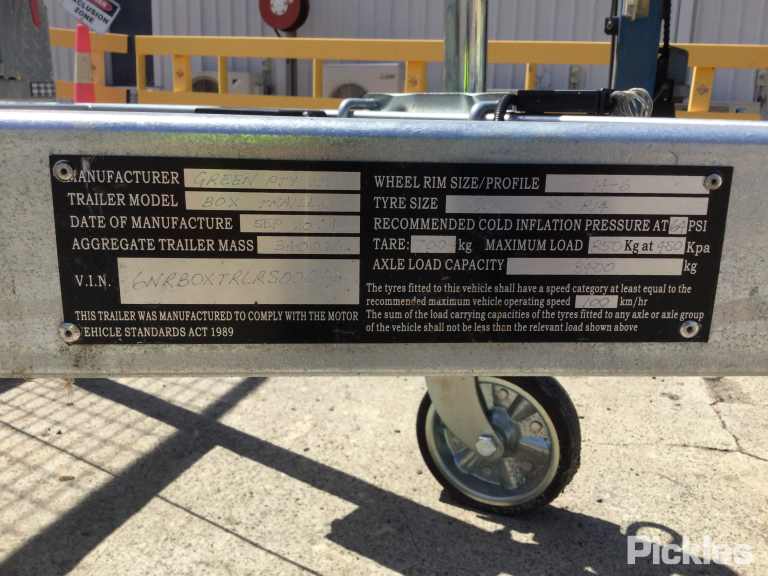 CLUSION
ZONE
MANUFACTURER GREEN PTY
TRAILER MODEL BOX TRAILER
DATE OF MANUFACTURE SEP
AGGREGATE TRAILER MASS
V.I.N.
THIS TRAILER WAS MANUFACTURED TO COMPLY WITH THE MOTOR
VEHICLE STANDARDS ACT 1989
WHEEL RIM SIZE/PROFILE
TYRE SIZE
RECOMMENDED COLD INFLATION PRESSURE AT PSI
TARE: 700 kg MAXIMUM LOAD Kg at 450 Kpa
AXLE LOAD CAPACITY kg
The tyres fitted to this vehicle shall have a speed category at least equal to the
recommended maximum vehicle operating speed 100 km/hr
The sum of the load carrying capacities of the tyres fitted to any axle or axle group
of the vehicle shall not be less than the relevant load shown above
Pickles